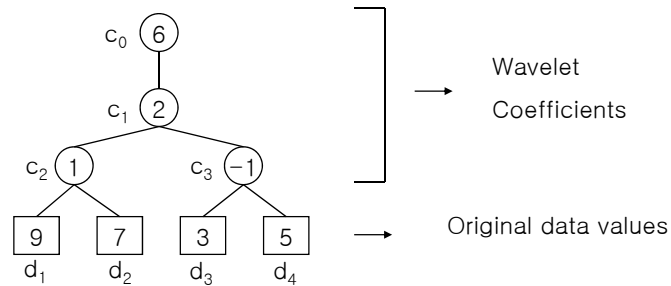 c₀ 6
Wavelet
Coefficients
c₁ 2
c₂ 1 c₃ -1
9 7 3 5
Original data values
d₁ d₂ d₃ d₄